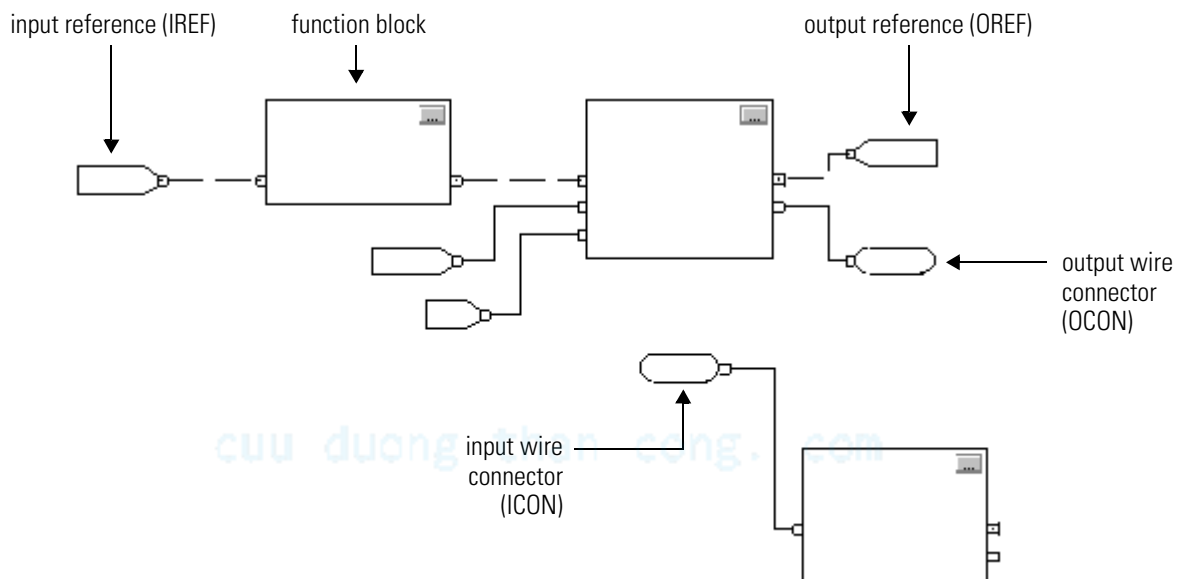 input reference (IREF)
function block
output reference (OREF)
...
...
output wire
connector
(OCON)
input wire
connector
(ICON)
cuu duong than cong. com
...